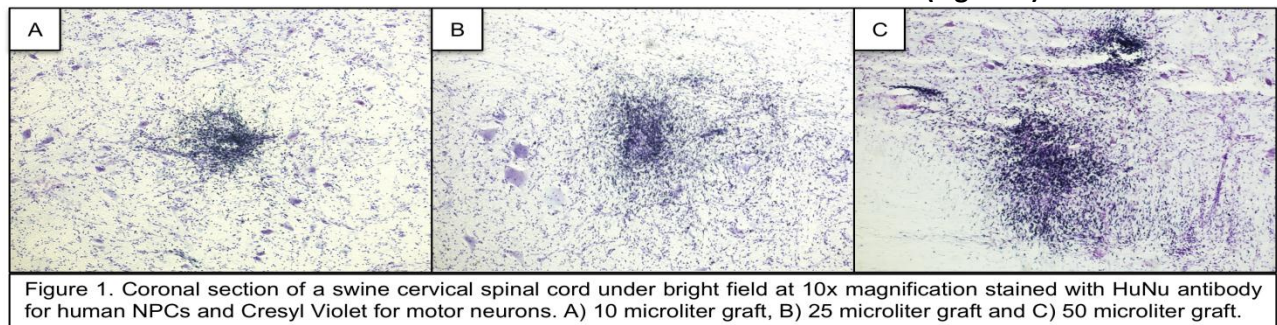 A
B
C
Figure 1. Coronal section of a swine cervical spinal cord under bright field at 10x magnification stained with HuNu antibody
for human NPCs and Cresyl Violet for motor neurons. A) 10 microliter graft, B) 25 microliter graft and C) 50 microliter graft.